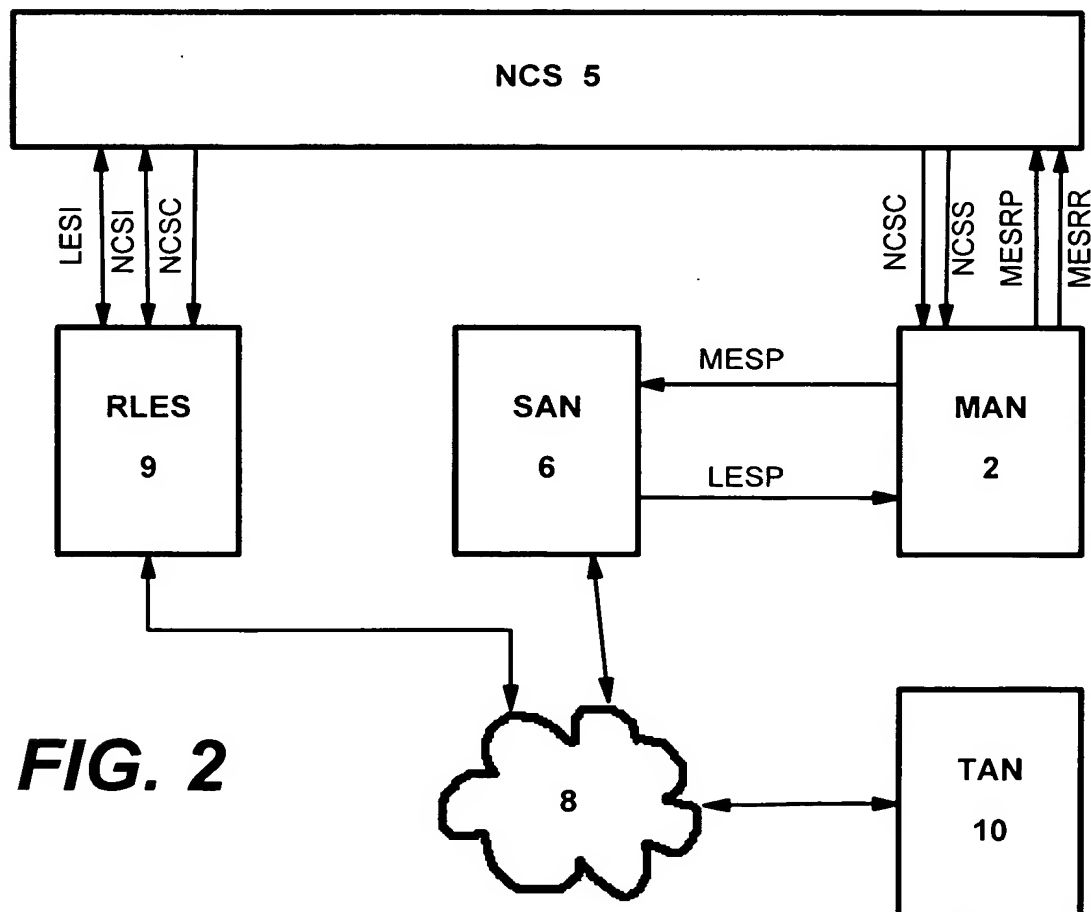 NCS 5
LESI
NCSI
NCSC
NCSC
NCSS
MESRP
MESRR
RLES
9
SAN
6
MESP
LESP
MAN
2
8
TAN
10
FIG. 2